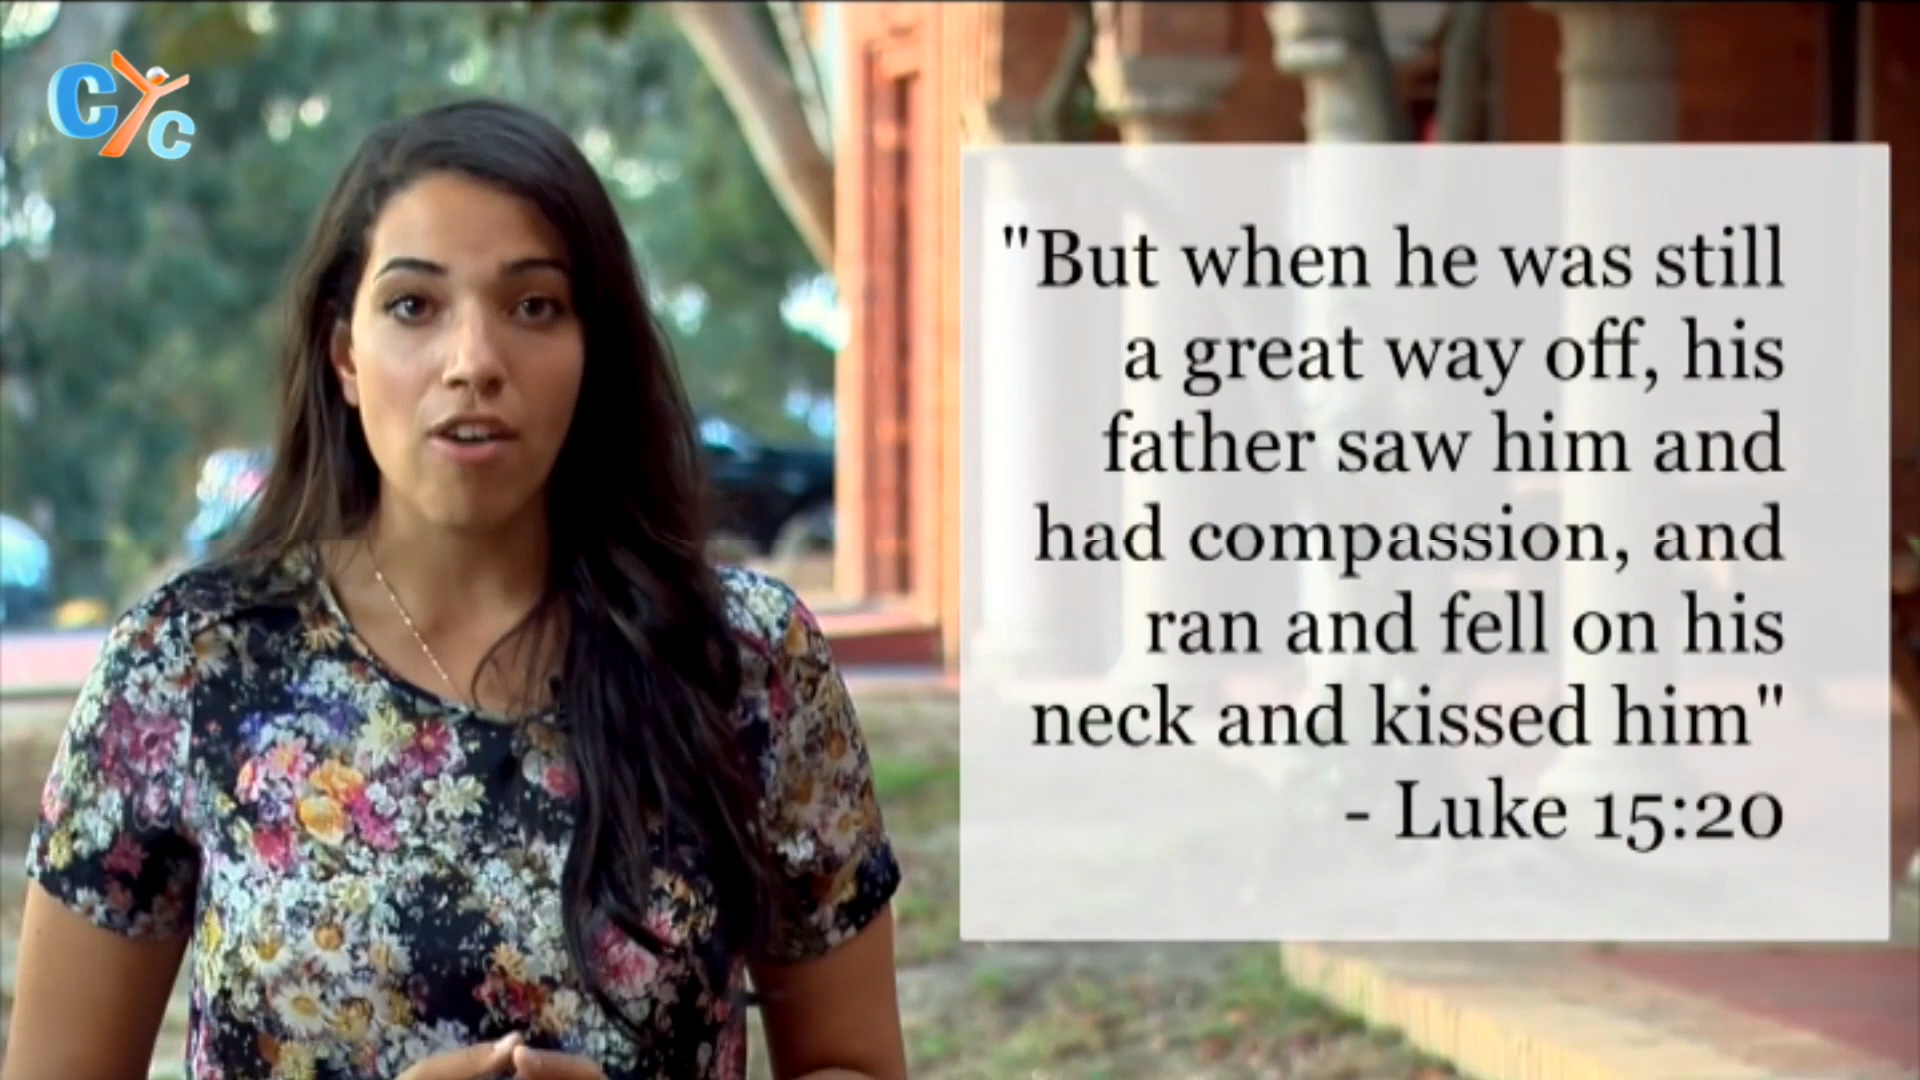 CYC
"But when he was still
a great way off, his
father saw him and
had compassion, and
ran and fell on his
neck and kissed him"
- Luke 15:20